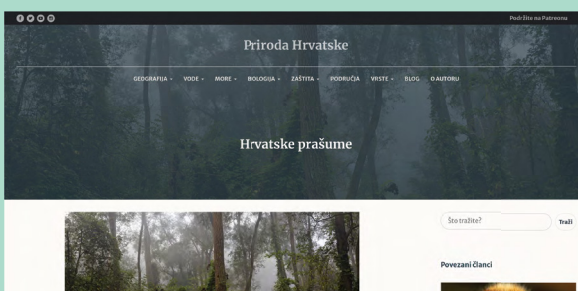 Podržite na Patreonu
Priroda Hrvatske
GEOGRAFIJA VODE MORE BOLOGIJA ZAŠTITA PODRUČJA VRSTE BLOG O AUTORU
Hrvatske prašume
Što tražite?
Traži
Povezani članci